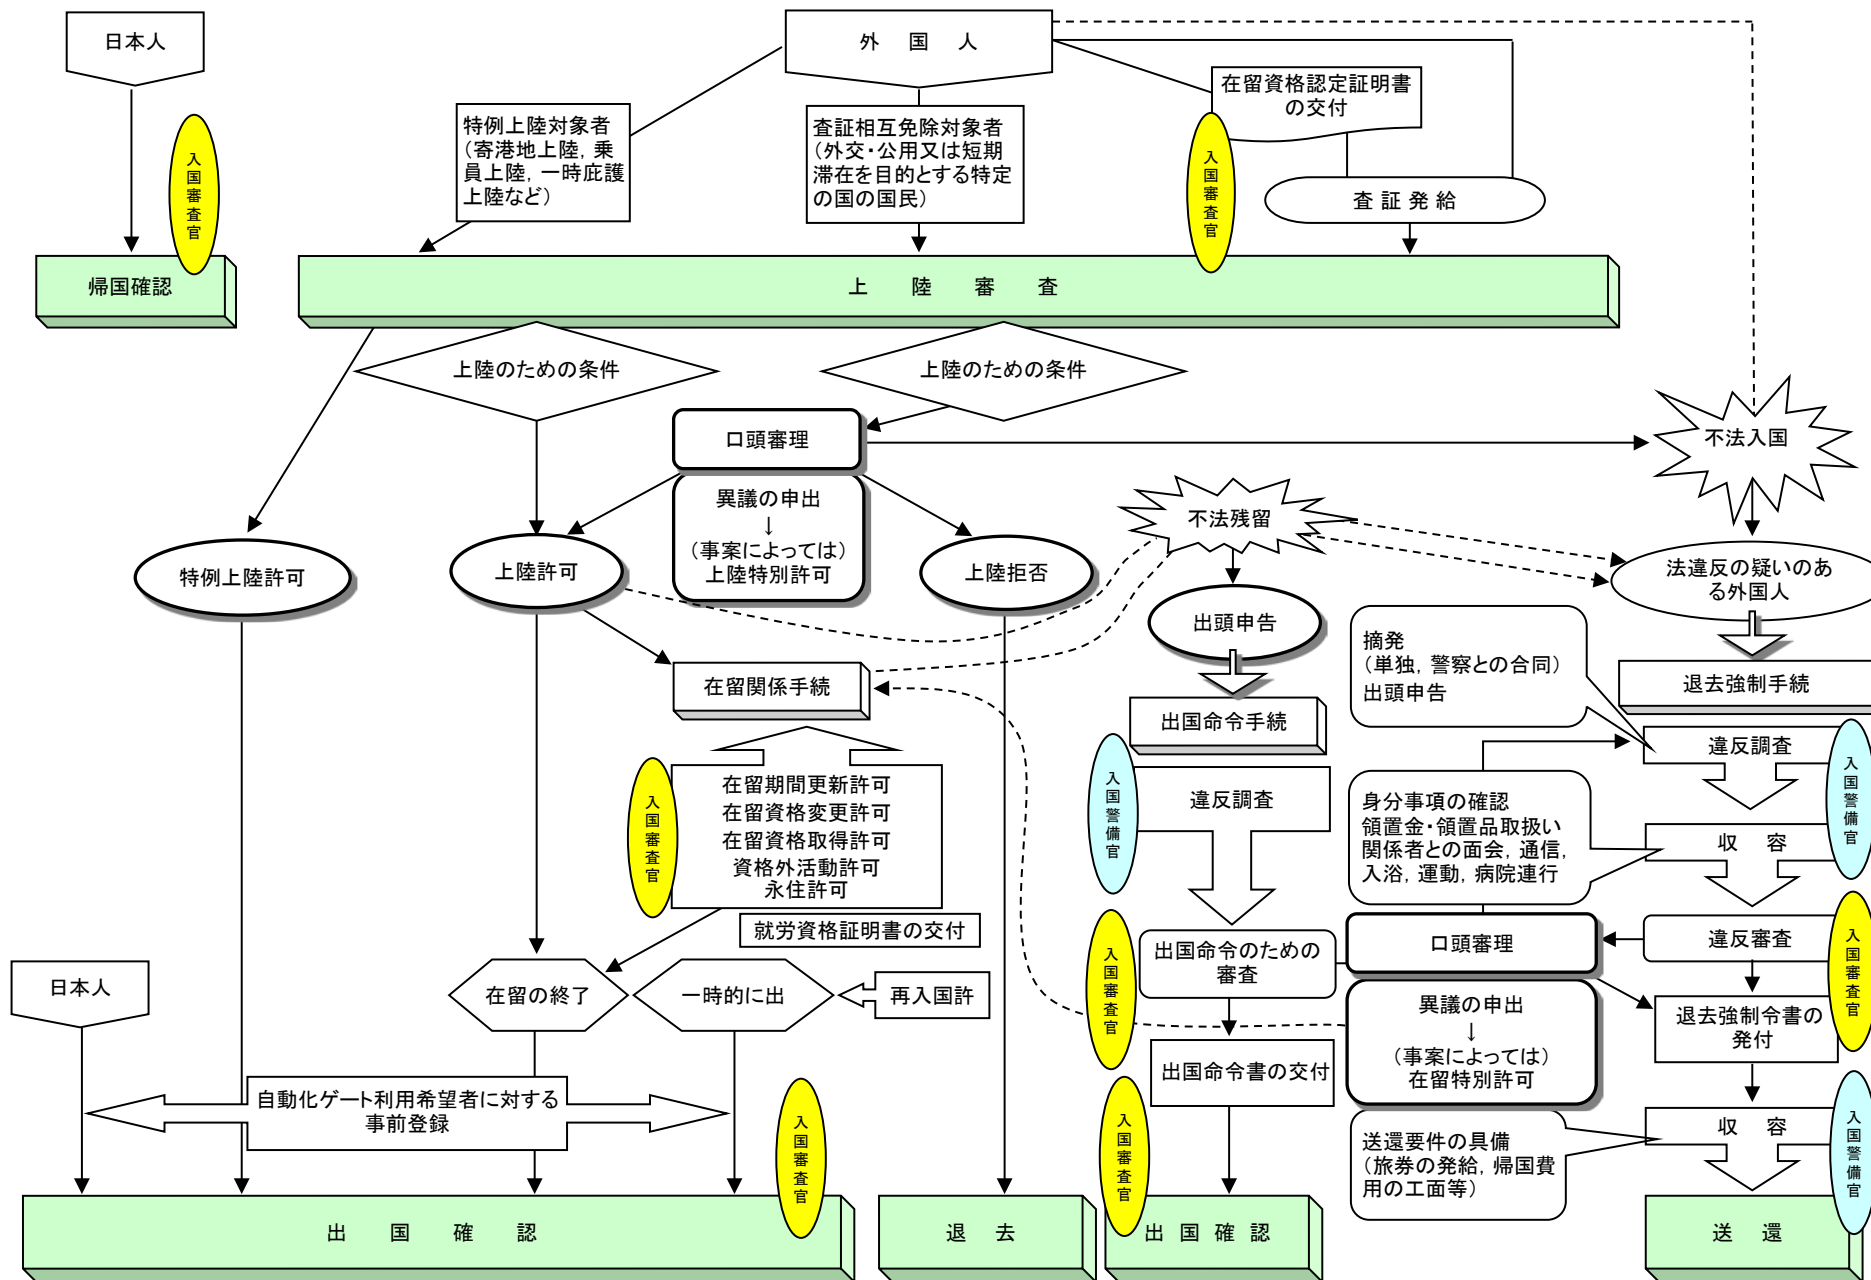 日本人
外 国 人
在留資格認定証明書
の交付
特例上陸対象者
（寄港地上陸，乗
員上陸，一時庇護
上陸など）
査証相互免除対象者
（外交・公用又は短期
滞在を目的とする特定
の国の国民）
入国審査官
入国審査官
査 証 発 給
帰国確認
上 陸 審 査
上陸のための条件
上陸のための条件
口頭審理
不法入国
異議の申出
↓
（事案によっては）
上陸特別許可
不法残留
特例上陸許可
上陸許可
上陸拒否
法違反の疑いのあ
る外国人
出頭申告
摘発
（単独，警察との合同）
出頭申告
在留関係手続
退去強制手続
出国命令手続
違反調査
入国警備官
入国警備官
在留期間更新許可
在留資格変更許可
在留資格取得許可
資格外活動許可
永住許可
入国審査官
違反調査
身分事項の確認
領置金・領置品取扱い
関係者との面会，通信，
入浴，運動，病院連行
収 容
就労資格証明書の交付
入国審査官
出国命令のための
審査
口頭審理
違反審査
入国審査官
日本人
在留の終了
一時的に出
再入国許
異議の申出
↓
（事案によっては）
在留特別許可
退去強制令書の
発付
出国命令書の交付
自動化ゲート利用希望者に対する
事前登録
入国審査官
入国審査官
送還要件の具備
（旅券の発給，帰国費
用の工面等）
収 容
入国警備官
出 国 確 認
退 去
出 国 確 認
送 還